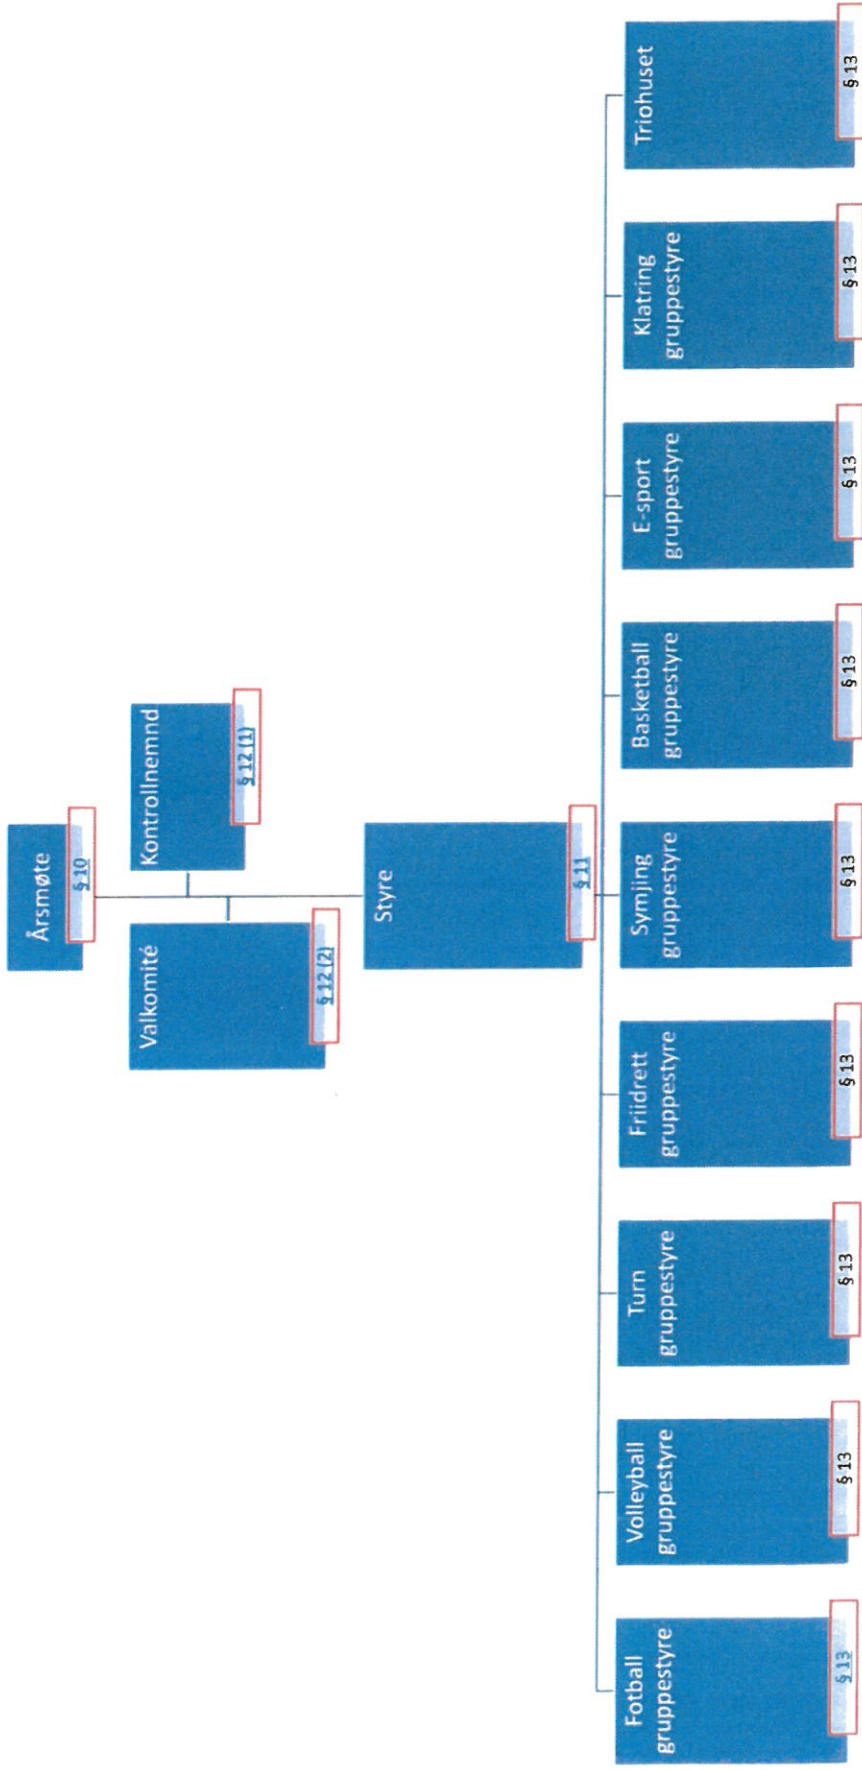 Årsmøte
§ 10
Kontrollnemnd
§ 12 (1)
Valkomité
§ 12 (2)
Styre
§ 11
Fotball
gruppestyre
§ 13
Volleyball
gruppestyre
§ 13
Turn
gruppestyre
§ 13
Friidrett
gruppestyre
§ 13
Symjing
gruppestyre
§ 13
Basketball
gruppestyre
§ 13
E-sport
gruppestyre
§ 13
Klatring
gruppestyre
§ 13
Triohuset
§ 13